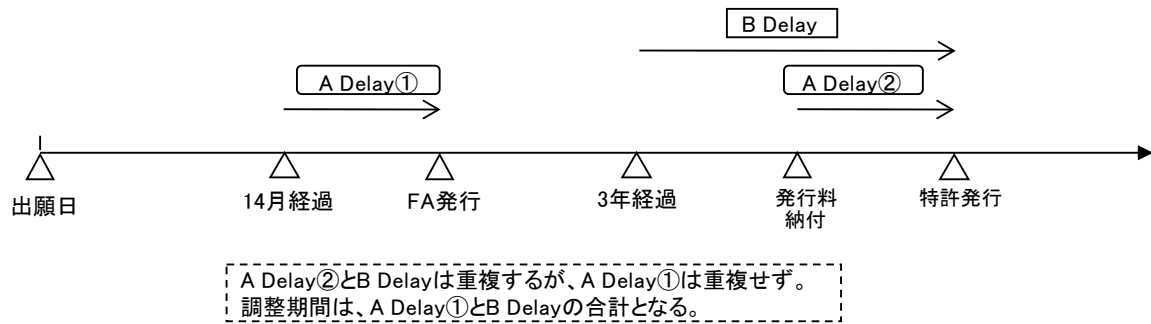 B Delay
A Delay①
A Delay②
出願日
14月経過
FA発行
3年経過
発行料
納付
特許発行
A Delay②とB Delayは重複するが、A Delay①は重複せず。
調整期間は、A Delay①とB Delayの合計となる。